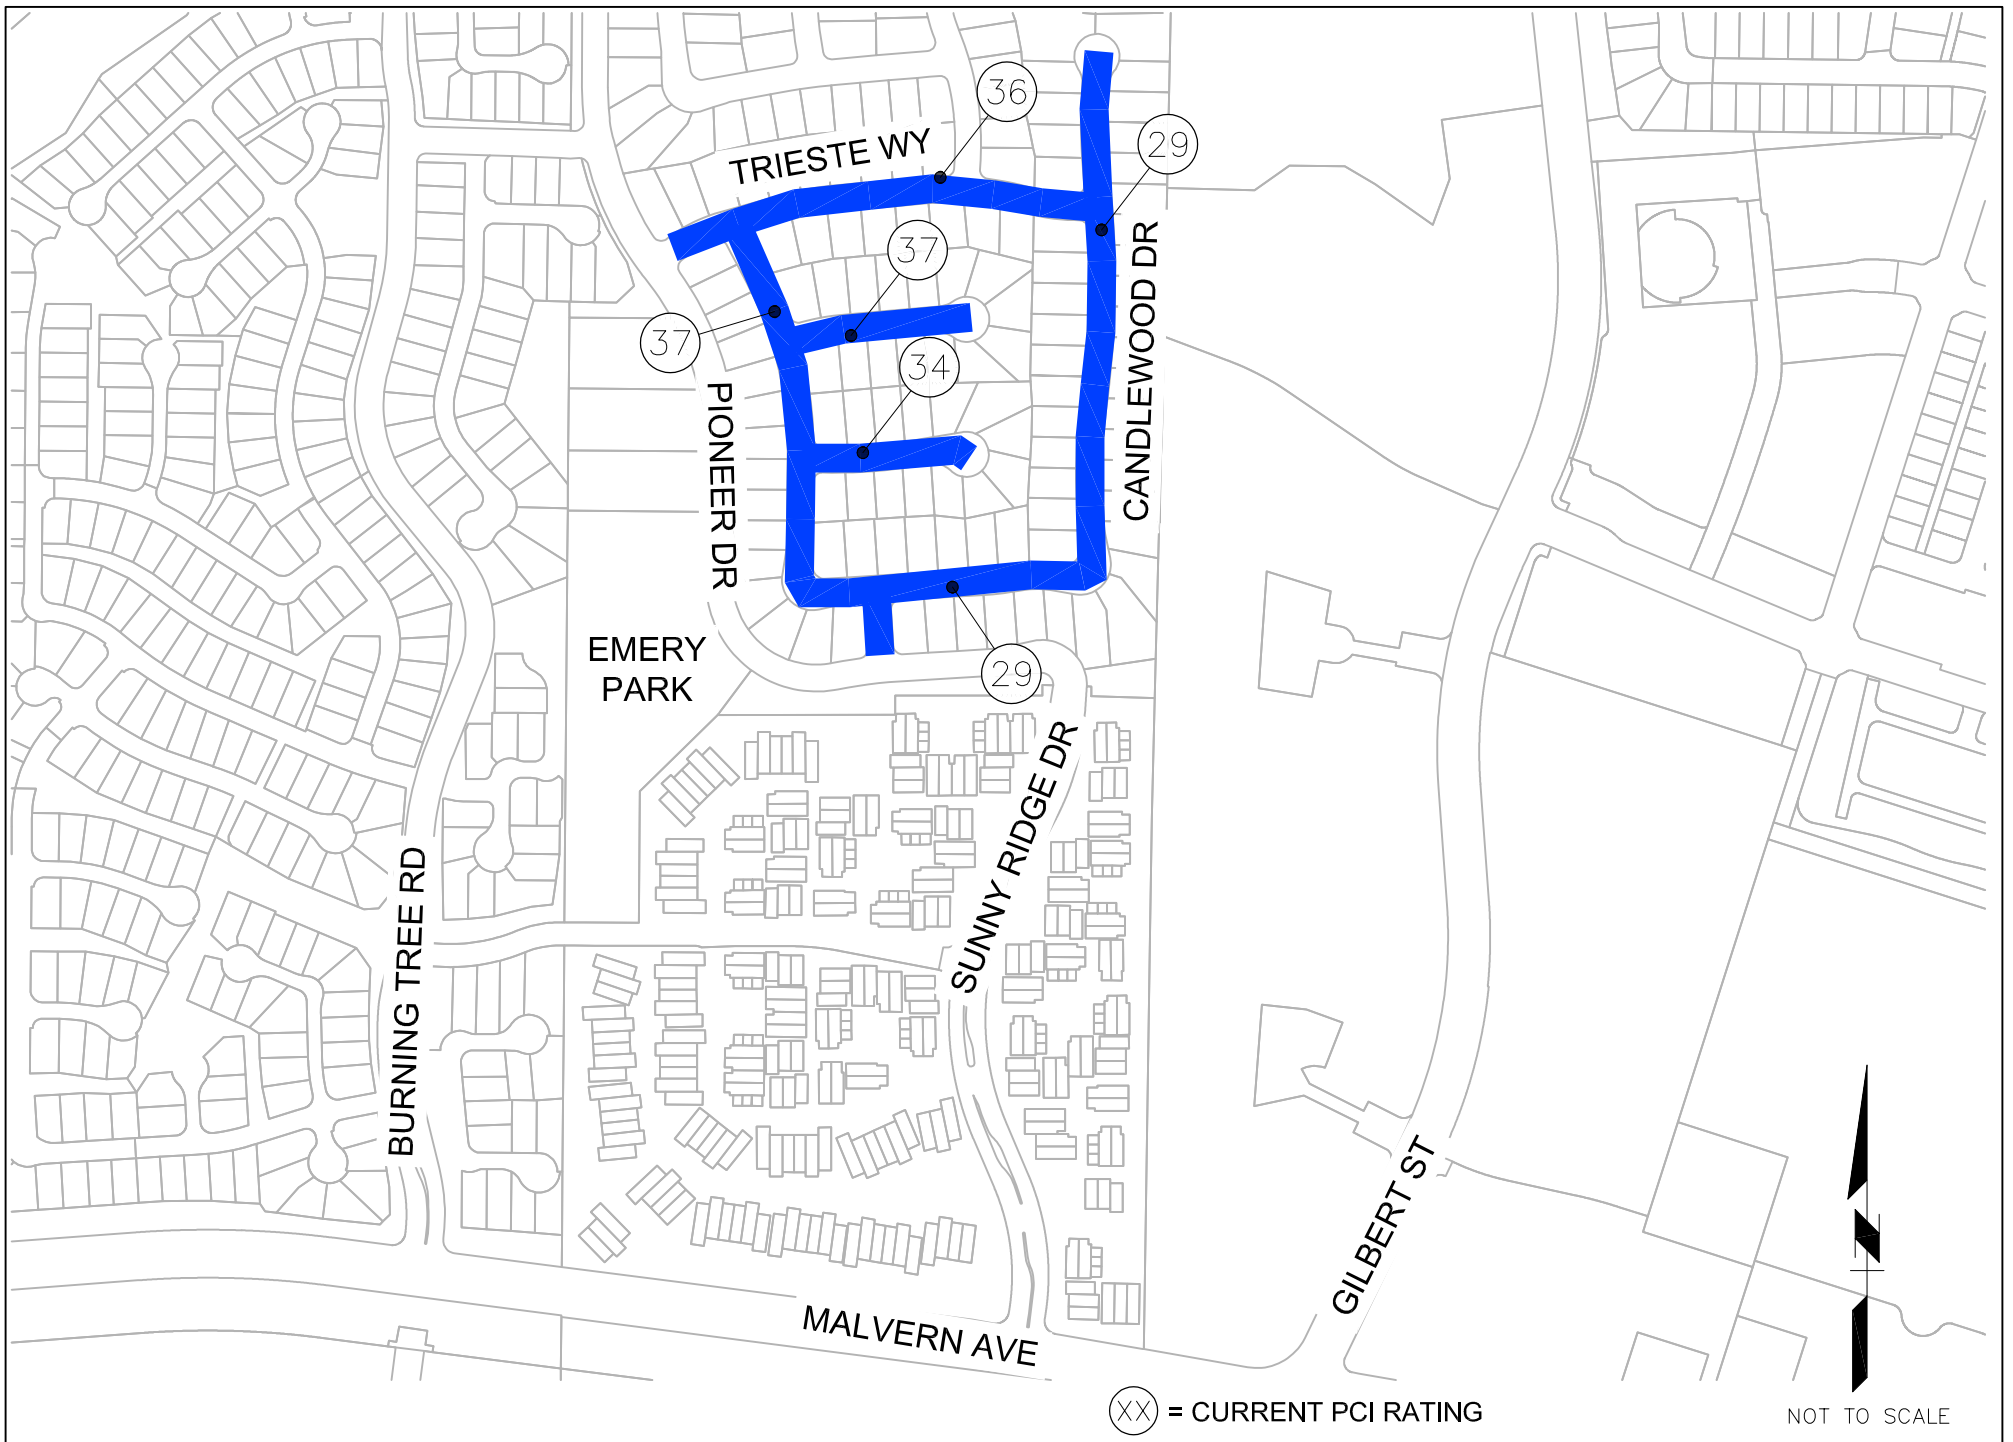 36
TRIESTE WY
29
37
CANDLEWOOD DR
37
34
PIONEER DR
EMERY
PARK
29
SUNNY RIDGE DR
BURNING TREE RD
GILBERT ST
MALVERN AVE
N
XX = CURRENT PCI RATING
NOT TO SCALE